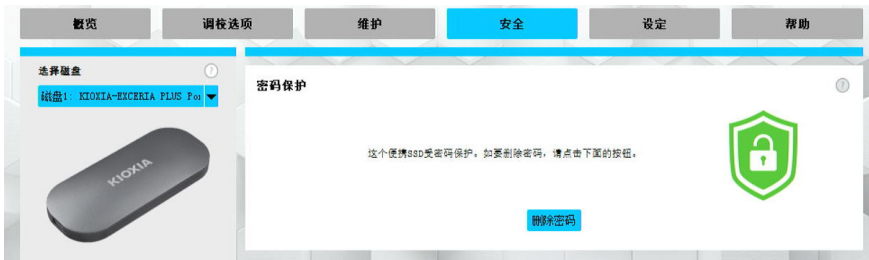 概览
调校选项
维护
安全
设定
帮助
选择磁盘
?
磁盘1: KIOXIA-EXCERIA PLUS Po
KIOXIA
密码保护
?
这个便携SSD受密码保护。如要删除密码，请点击下面的按钮。
删除密码